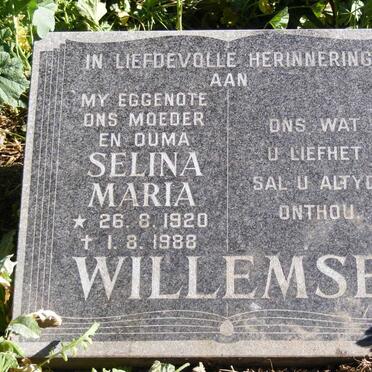 IN LIEFDEVOLLE HERINNERING
AAN
MY EGGENOTE
ONS MOEDER
EN OUMA
SELINA
MARIA
★ 26.8.1920
✝ 1.8.1988
ONS WAT
U LIEFHET
SAL U ALTYD
ONTHOU.
WILLEMSE